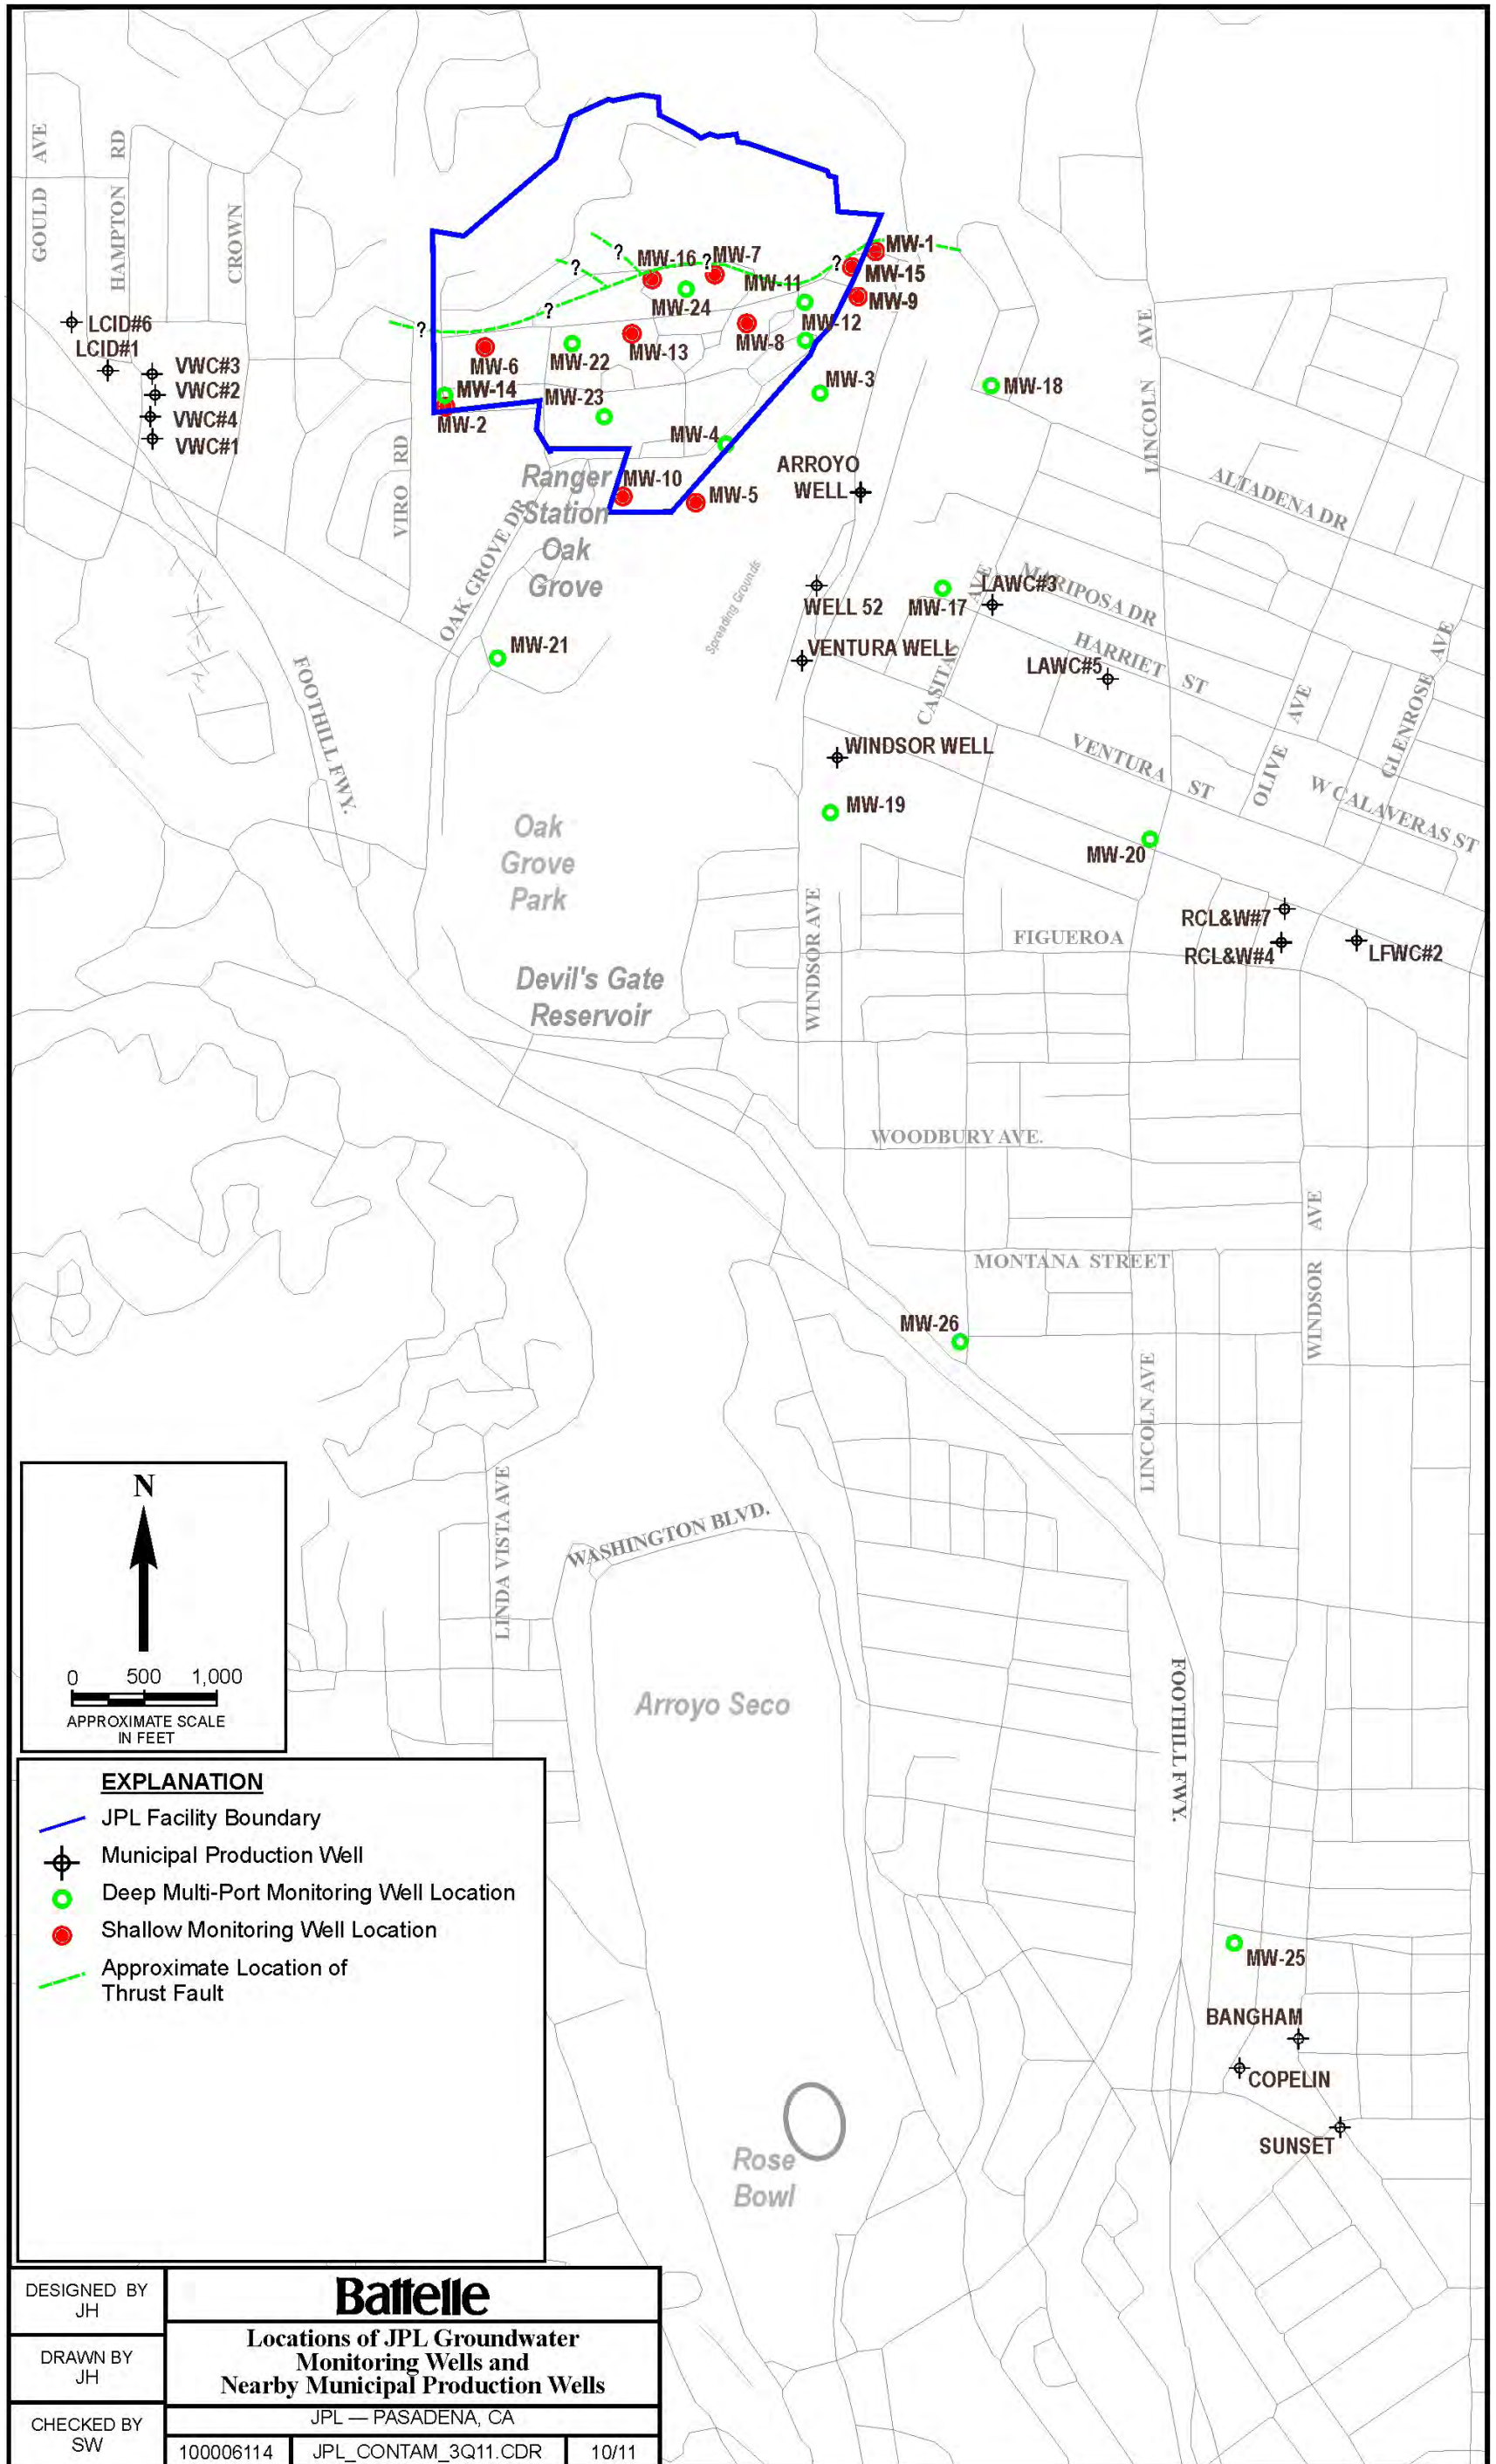 GOULD AVE
HAMPTON RD
CROWN
LCID#6
LCID#1
VWC#3
VWC#2
VWC#4
VWC#1
VIRO RD
?
?
?
?
?
?
MW-16
MW-7
MW-1
MW-15
MW-11
MW-9
MW-24
MW-12
MW-8
MW-13
MW-22
MW-6
MW-14
MW-23
MW-2
MW-3
MW-18
MW-4
MW-10
MW-5
LINCOLN AVE
ALTADENA DR
ARROYO
WELL
Ranger
Station
Oak
Grove
OAK GROVE DR
Spreading Grounds
WELL 52
MW-17
LAWC#3
MARIPOSA DR
CASITAS AVE
HARRIET ST
LAWC#5
VENTURA WELL
MW-21
FOOTHILL FWY.
WINDSOR WELL
VENTURA ST
OLIVE AVE
GLENROSE AVE
W CALAVERAS ST
MW-19
MW-20
Oak
Grove
Park
WINDSOR AVE
FIGUEROA
RCL&W#7
RCL&W#4
LFWC#2
Devil's Gate
Reservoir
WOODBURY AVE.
WINDSOR AVE
MONTANA STREET
MW-26
LINCOLN AVE
LINDA VISTA AVE
WASHINGTON BLVD.
Arroyo Seco
FOOTHILL FWY.
MW-25
BANGHAM
COPELIN
SUNSET
Rose
Bowl
N
0 500 1,000
APPROXIMATE SCALE
IN FEET
EXPLANATION
JPL Facility Boundary
Municipal Production Well
Deep Multi-Port Monitoring Well Location
Shallow Monitoring Well Location
Approximate Location of
Thrust Fault
DESIGNED BY
JH
DRAWN BY
JH
CHECKED BY
SW
Battelle
Locations of JPL Groundwater
Monitoring Wells and
Nearby Municipal Production Wells
JPL — PASADENA, CA
100006114 JPL_CONTAM_3Q11.CDR 10/11